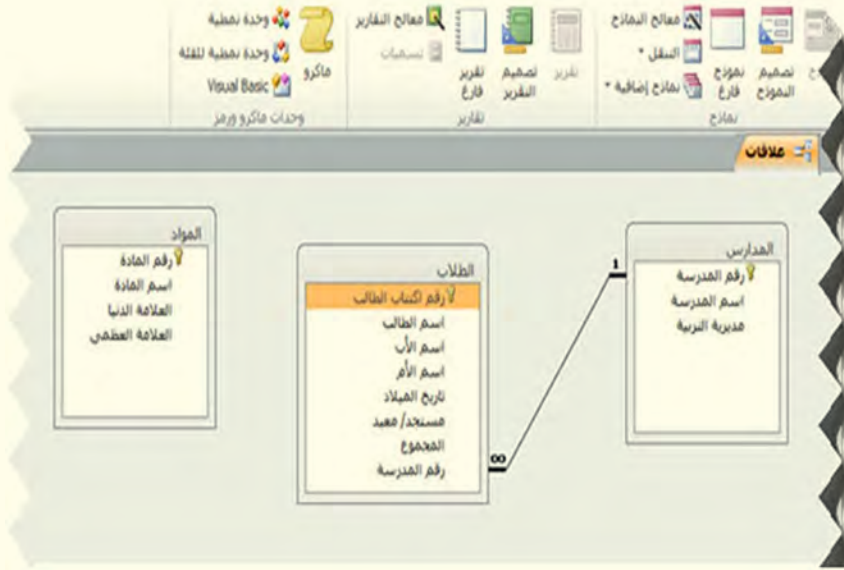 معالج النماذج
التنقل
نماذج إضافية
نموذج فارغ
تصميم النموذج
نماذج
معالج التقارير
تسميات
تقرير فارغ
تصميم التقرير
تقرير
تقارير
وحدة نمطية
وحدة نمطية للفئة
Visual Basic
ماكرو
وحدات ماكرو ورمز
علاقات
المدارس
رقم المدرسة
اسم المدرسة
مديرية التربية
1
∞
الطلاب
رقم اكتتاب الطالب
اسم الطالب
اسم الأب
اسم الأم
تاريخ الميلاد
مستجد/ معيد
المجموع
رقم المدرسة
المواد
رقم المادة
اسم المادة
العلامة الدنيا
العلامة العظمى